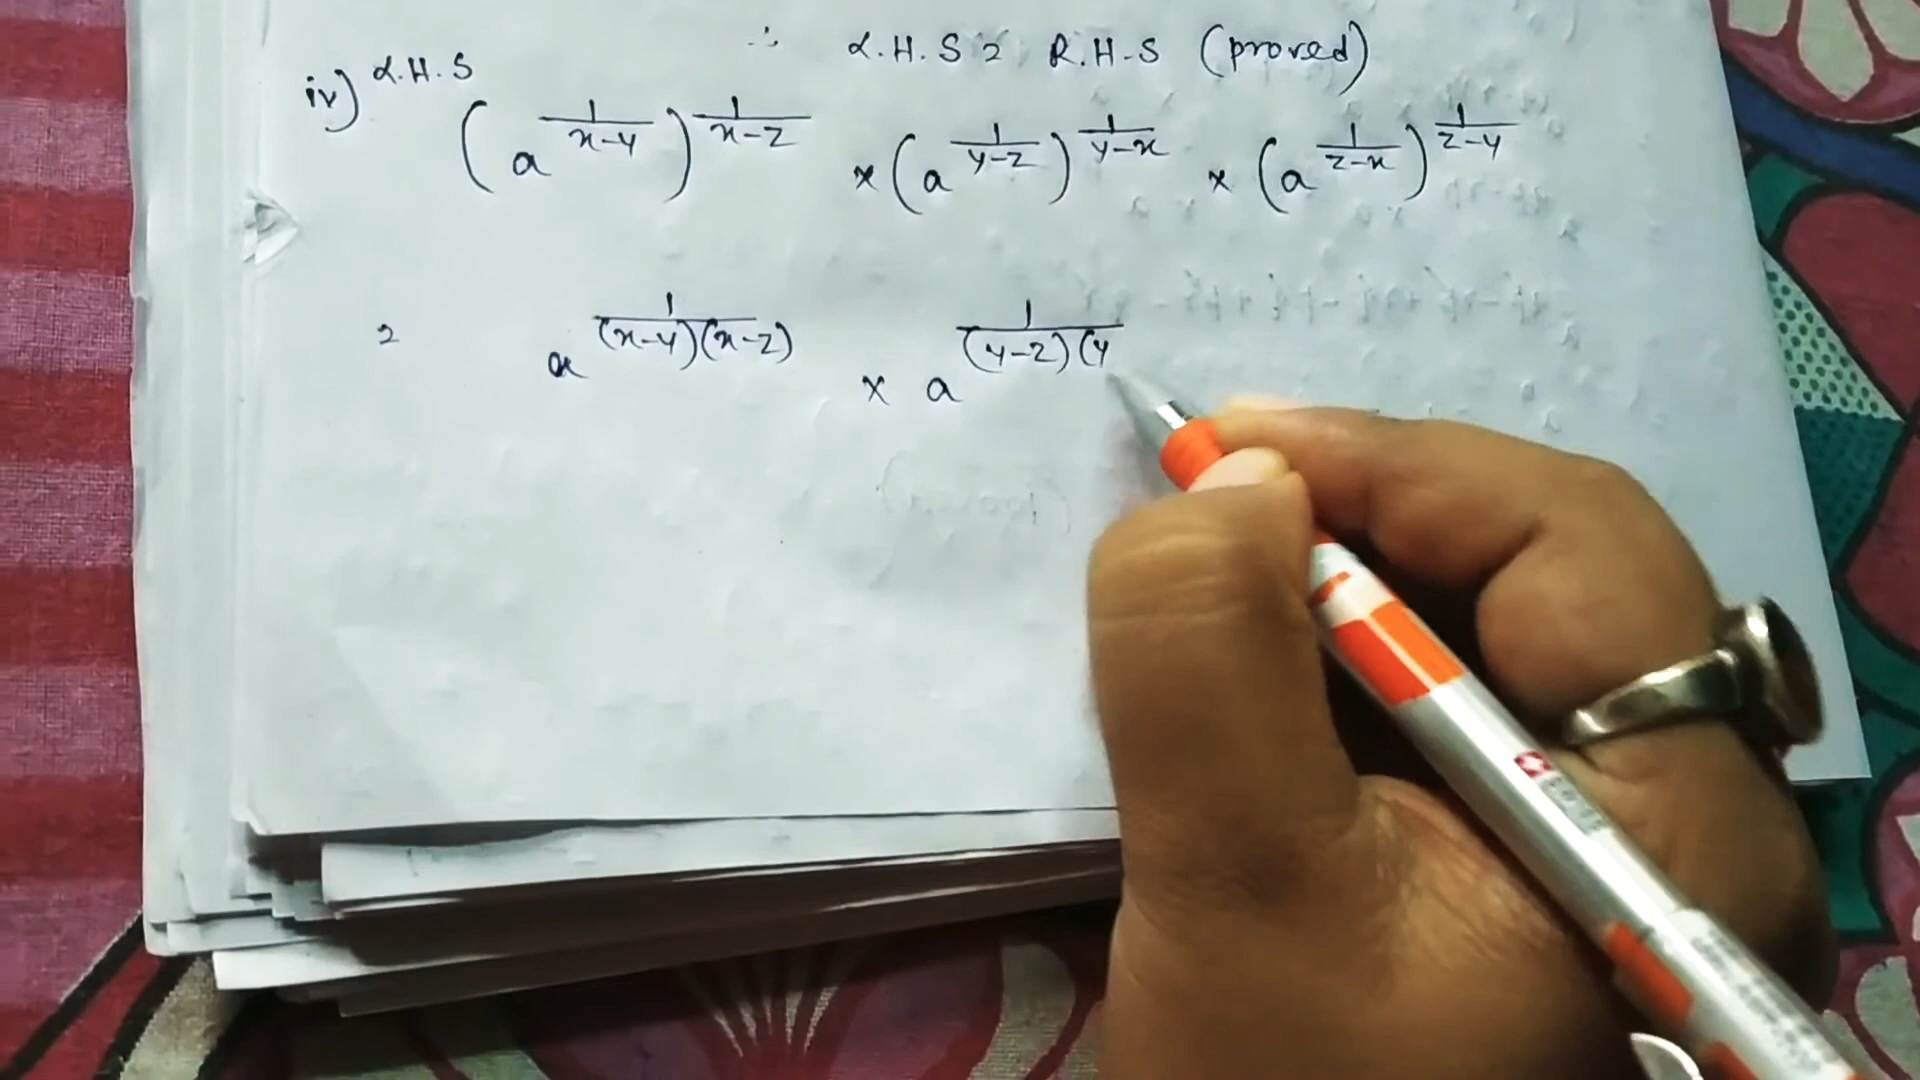 ∴ L.H.S = R.H.S (proved)
iv) L.H.S
(a^(1/(x-y)))^(1/(x-z)) × (a^(1/(y-z)))^(1/(y-x)) × (a^(1/(z-x)))^(1/(z-y))
= a^(1/((x-y)(x-z))) × a^(1/((y-z)(y